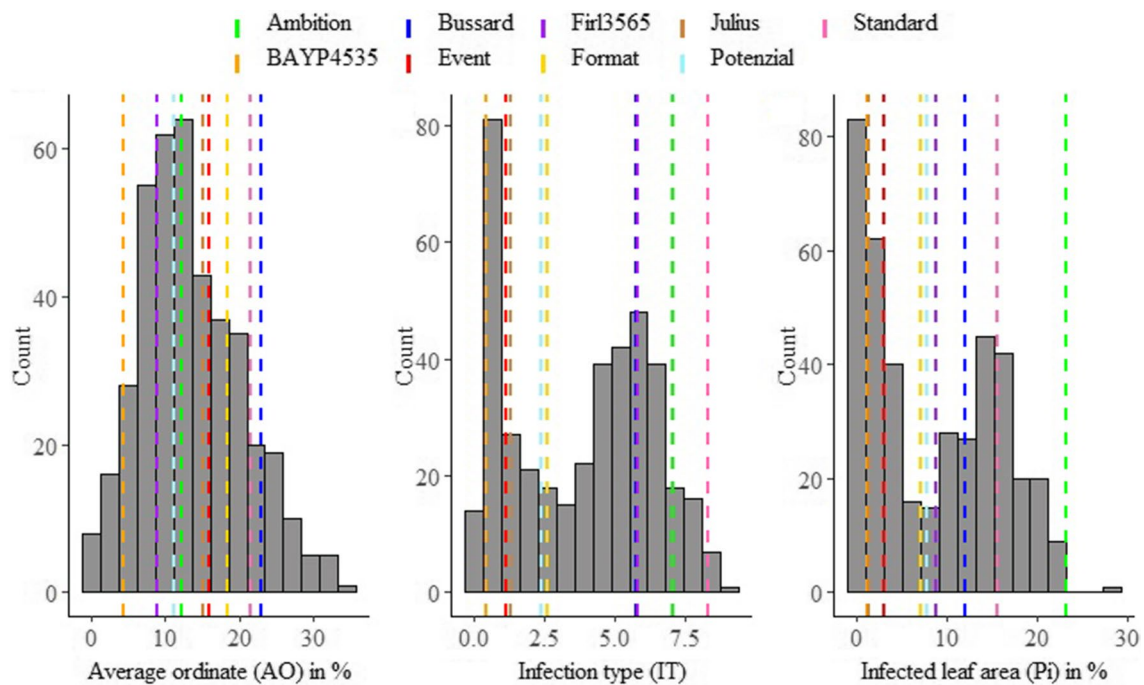 Ambition Bussard Firl3565 Julius Standard
BAYP4535 Event Format Potenzial
Count
60
40
20
0
0 10 20 30
Average ordinate (AO) in %
Count
80
60
40
20
0
0.0 2.5 5.0 7.5
Infection type (IT)
Count
80
60
40
20
0
0 10 20 30
Infected leaf area (Pi) in %